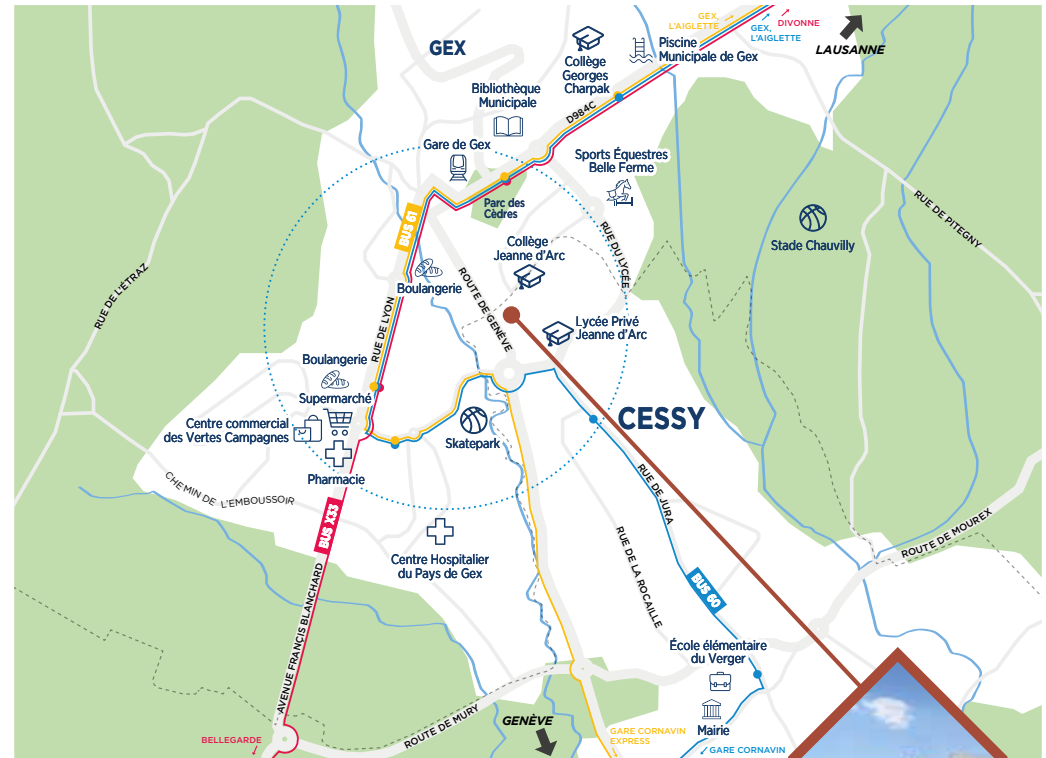 GEX,
L'AIGLETTE
DIVONNE
GEX,
L'AIGLETTE
LAUSANNE
GEX
Collège
Georges
Charpak
Piscine
Municipale de Gex
Bibliothèque
Municipale
D984C
Gare de Gex
Sports Équestres
Belle Ferme
Parc des
Cèdres
BUS 61
RUE DE PITEGNY
Stade Chauvilly
RUE DU LYCÉE
Collège
Jeanne d'Arc
ROUTE DE GENÈVE
Boulangerie
RUE DE L'ÉTRAZ
RUE DE LYON
Lycée Privé
Jeanne d'Arc
Boulangerie
Supermarché
Centre commercial
des Vertes Campagnes
Skatepark
CESSY
Pharmacie
CHEMIN DE L'EMBOUSSOIR
BUS X33
RUE DE JURA
Centre Hospitalier
du Pays de Gex
RUE DE LA ROCAILLE
ROUTE DE MOUREX
BUS 60
AVENUE FRANÇIS BLANCHARD
École élémentaire
du Verger
Mairie
ROUTE DE MURY
GENÈVE
BELLEGARDE
GARE CORNAVIN
EXPRESS
GARE CORNAVIN